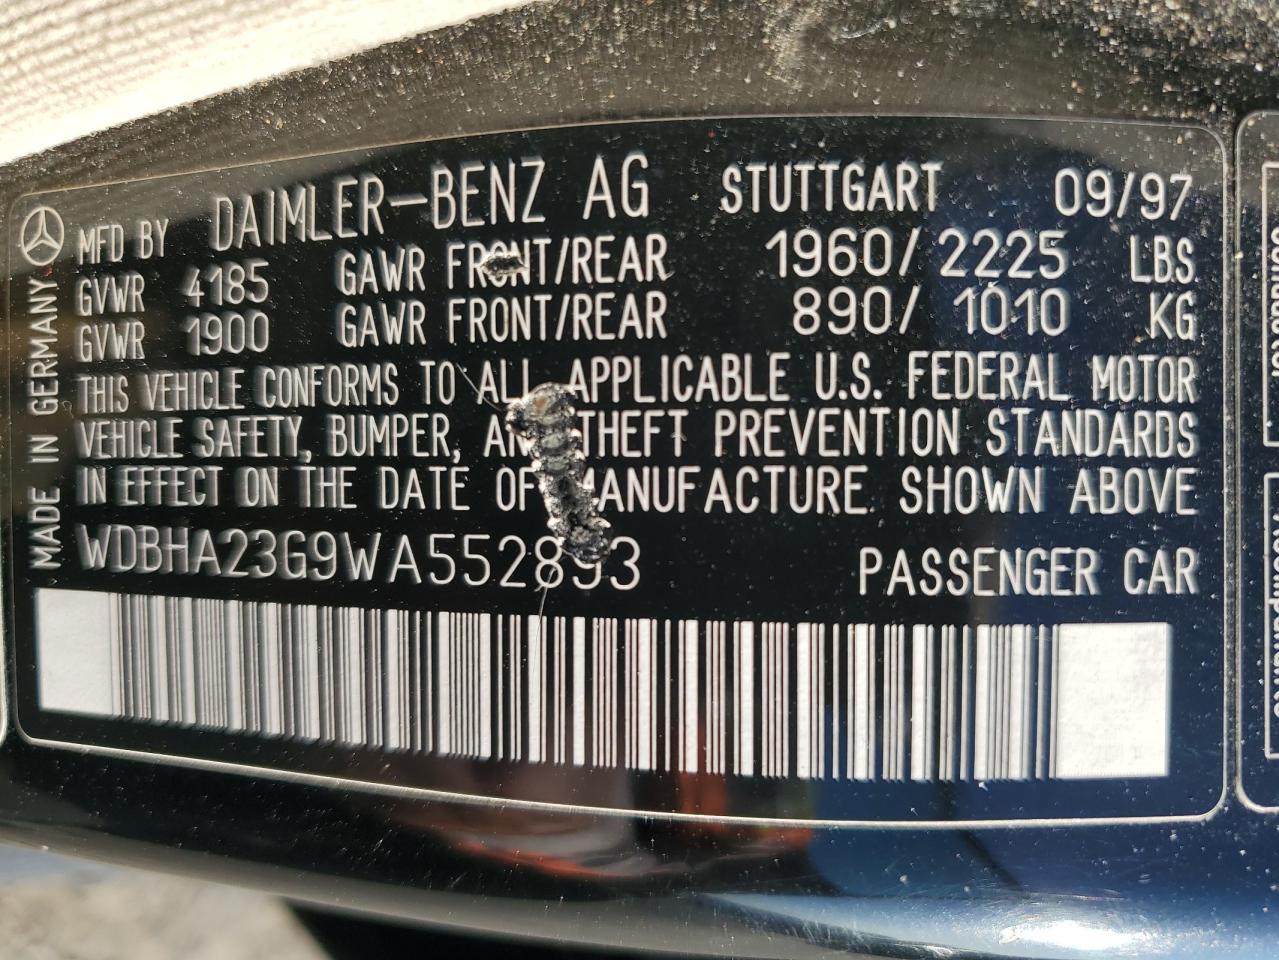 MADE IN GERMANY
MFD BY DAIMLER-BENZ AG STUTTGART 09/97
GVWR 4185 GAWR FRONT/REAR 1960/2225 LBS
GVWR 1900 GAWR FRONT/REAR 890/1010 KG
THIS VEHICLE CONFORMS TO ALL APPLICABLE U.S. FEDERAL MOTOR
VEHICLE SAFETY, BUMPER, AND THEFT PREVENTION STANDARDS
IN EFFECT ON THE DATE OF MANUFACTURE SHOWN ABOVE
WDBHA23G9WA552893 PASSENGER CAR